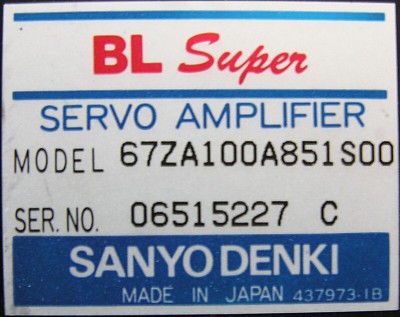 BL Super
SERVO AMPLIFIER
MODEL 67ZA100A851S00
SER.NO. 06515227 C
SANYO DENKI
MADE IN JAPAN 437973-1B